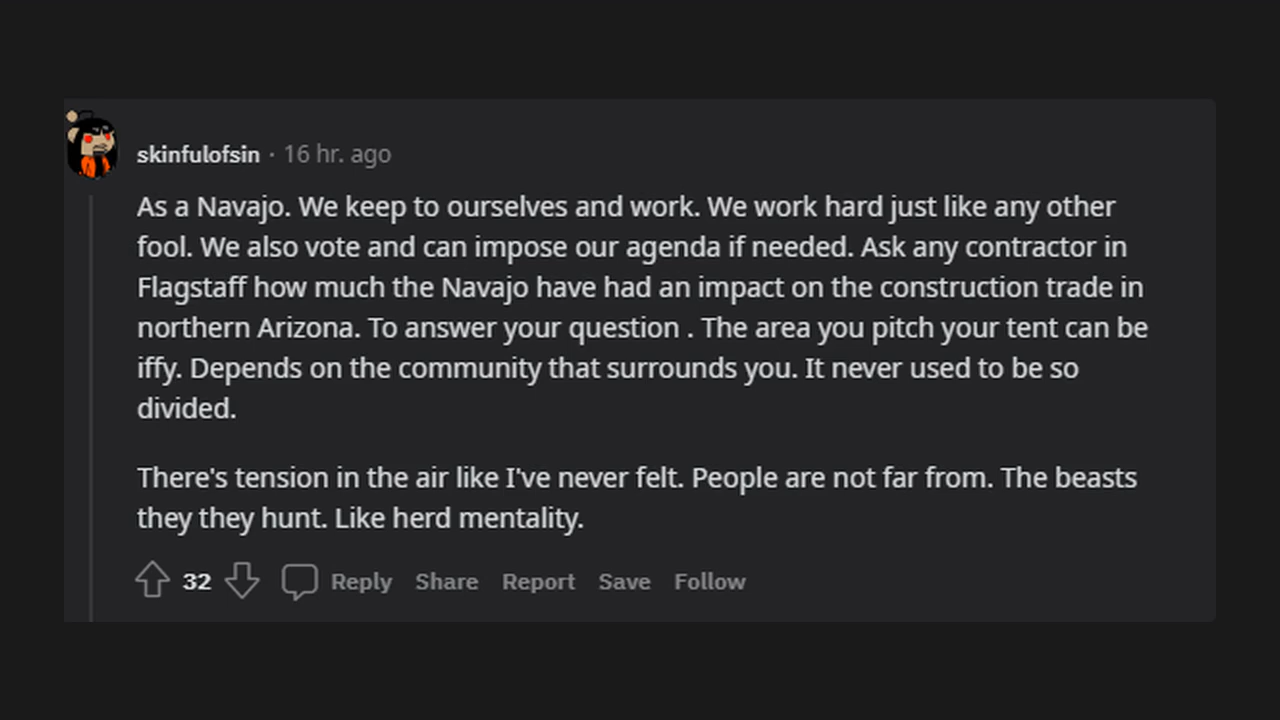 skinfulofsin · 16 hr. ago
As a Navajo. We keep to ourselves and work. We work hard just like any other
fool. We also vote and can impose our agenda if needed. Ask any contractor in
Flagstaff how much the Navajo have had an impact on the construction trade in
northern Arizona. To answer your question . The area you pitch your tent can be
iffy. Depends on the community that surrounds you. It never used to be so
divided.
There's tension in the air like I've never felt. People are not far from. The beasts
they they hunt. Like herd mentality.
32 Reply Share Report Save Follow